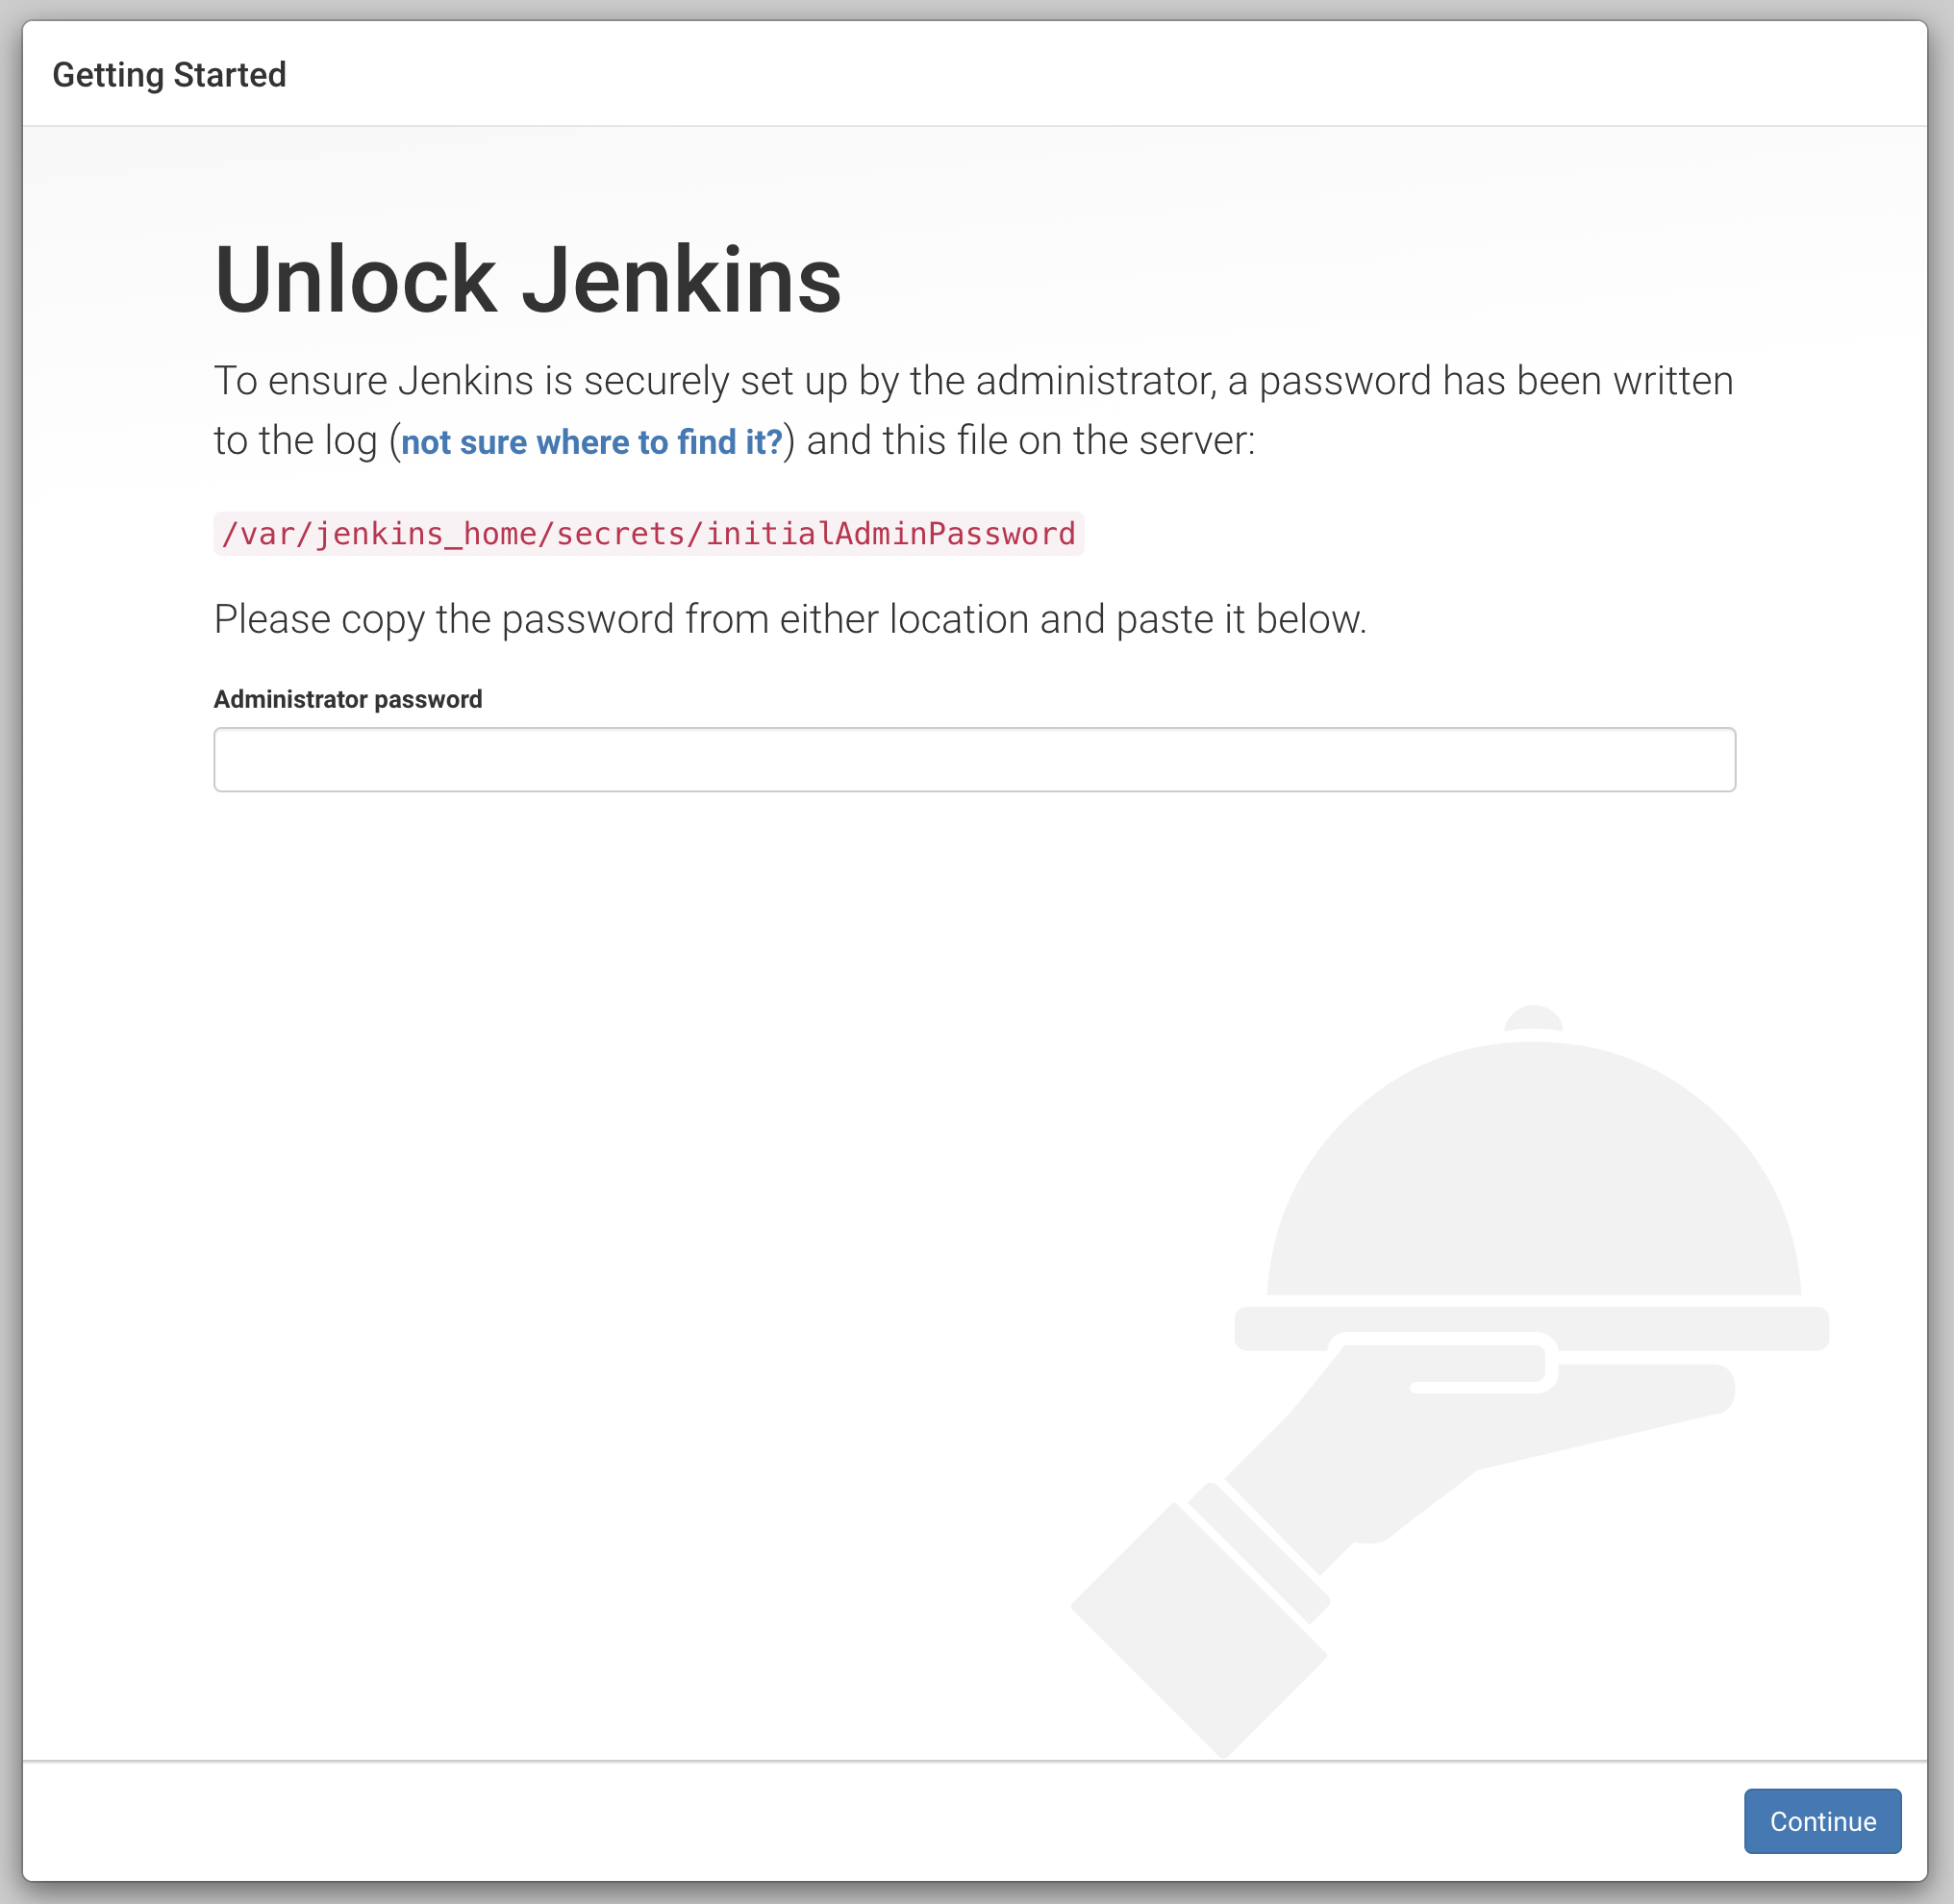 Getting Started
Unlock Jenkins
To ensure Jenkins is securely set up by the administrator, a password has been written
to the log (not sure where to find it?) and this file on the server:
/var/jenkins_home/secrets/initialAdminPassword
Please copy the password from either location and paste it below.
Administrator password
Continue